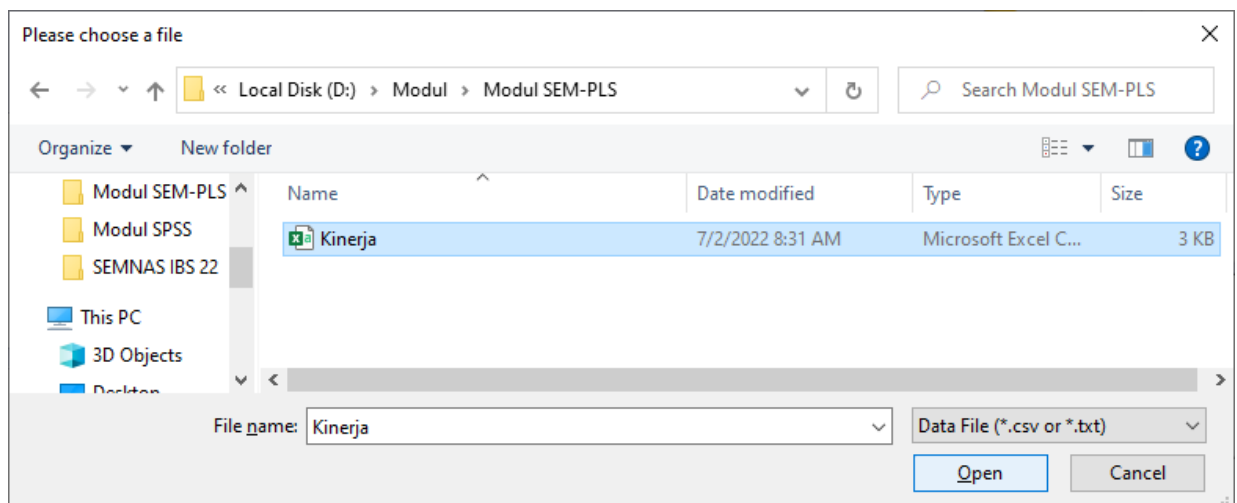 Please choose a file
« Local Disk (D:) › Modul › Modul SEM-PLS
Search Modul SEM-PLS
Organize
New folder
Name
Date modified
Type
Size
Modul SEM-PLS
Modul SPSS
SEMNAS IBS 22
This PC
3D Objects
Desktop
Kinerja
7/2/2022 8:31 AM
Microsoft Excel C...
3 KB
File name:
Kinerja
Data File (*.csv or *.txt)
Open
Cancel